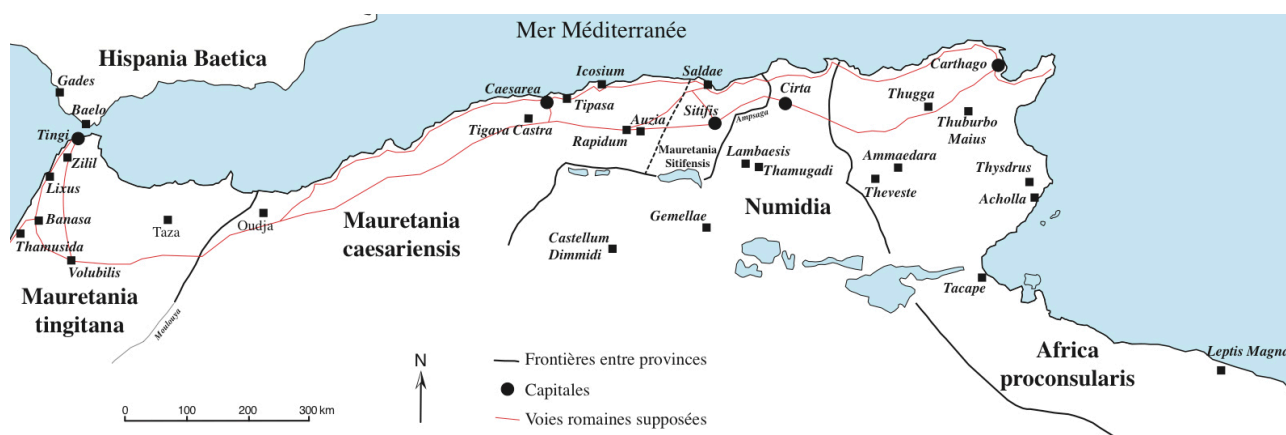 Mer Méditerranée
Hispania Baetica
Gades
Baelo
Tingi
Zilil
Lixus
Banasa
Thamusida
Volubilis
Taza
Oudja
Mauretania
tingitana
Moulouya
Caesarea
Tipasa
Icosium
Tigava Castra
Rapidum
Auzia
Saldae
Sitifis
Mauretania
Sitifensis
Ampsaga
Cirta
Lambaesis
Thamugadi
Mauretania
caesariensis
Castellum
Dimmidi
Gemellae
Numidia
Carthago
Thugga
Thuburbo
Maius
Ammaedara
Theveste
Thysdrus
Acholla
Tacape
Africa
proconsularis
Leptis Magna
N
Frontières entre provinces
Capitales
Voies romaines supposées
0 100 200 300 km